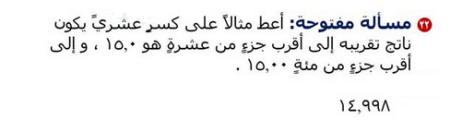 ٢٢ مسألة مفتوحة: أعط مثالاً على كسرٍ عشريً يكون
ناتج تقريبه إلى أقرب جزءٍ من عشرةٍ هو ١٥,٠ ، و إلى
أقرب جزءٍ من مئةٍ ١٥,٠٠ .
١٤,٩٩٨